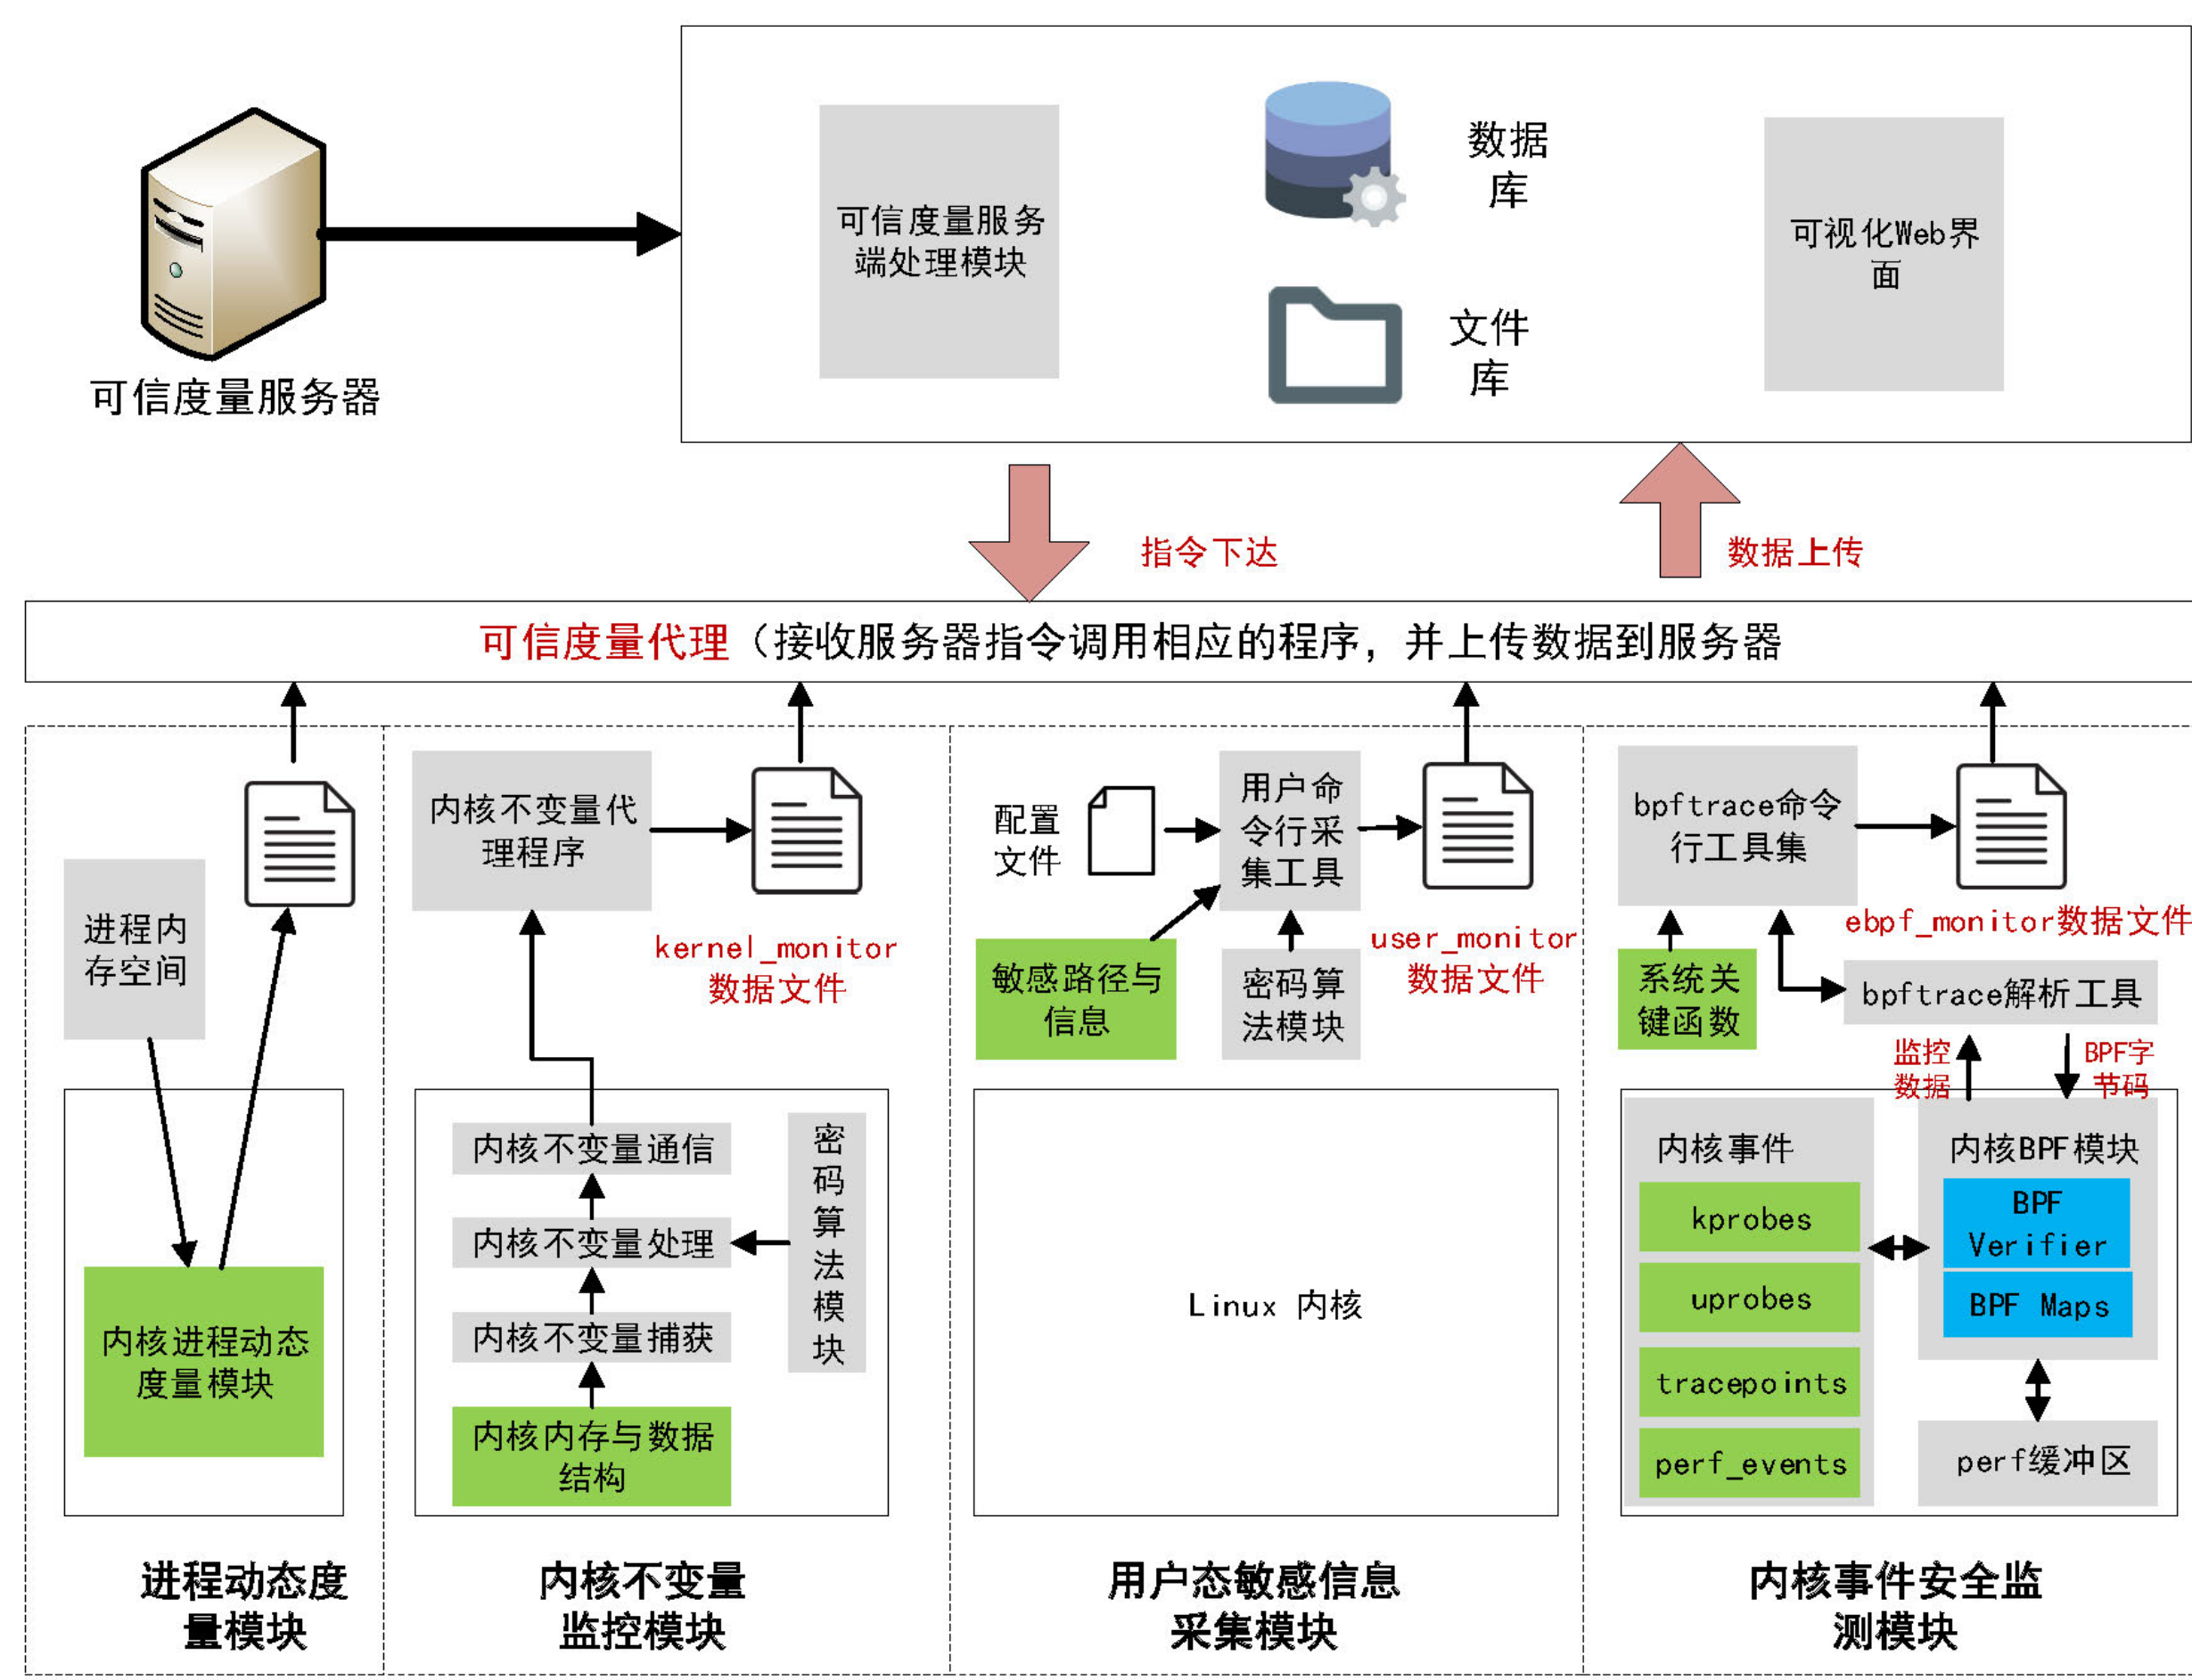 可信度量服务
端处理模块
数据
库
文件
库
可视化Web界
面
可信度量服务器
指令下达
数据上传
可信度量代理（接收服务器指令调用相应的程序，并上传数据到服务器
进程内
存空间
内核进程动态
度量模块
进程动态度
量模块
内核不变量代
理程序
kernel_monitor
数据文件
内核不变量通信
内核不变量处理
内核不变量捕获
内核内存与数据
结构
密
码
算
法
模
块
内核不变量
监控模块
配置
文件
用户命
令行采
集工具
敏感路径与
信息
密码算
法模块
user_monitor
数据文件
Linux 内核
用户态敏感信息
采集模块
bpftrace命令
行工具集
ebpf_monitor数据文件
系统关
键函数
bpftrace解析工具
监控
数据
BPF字
节码
内核事件
kprobes
uprobes
tracepoints
perf_events
内核BPF模块
BPF
Verifier
BPF Maps
perf缓冲区
内核事件安全监
测模块